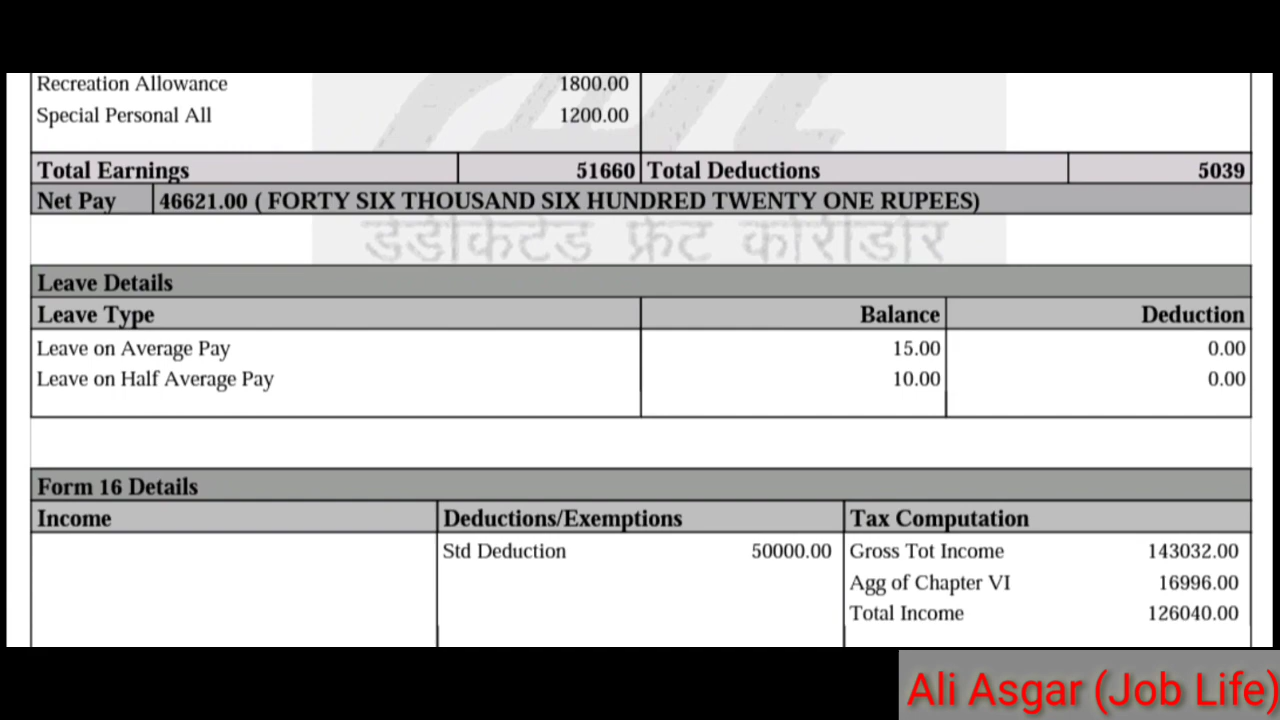 Recreation Allowance 1800.00
Special Personal All 1200.00
Total Earnings 51660 Total Deductions 5039
Net Pay 46621.00 ( FORTY SIX THOUSAND SIX HUNDRED TWENTY ONE RUPEES)
डेडीकेटेड फ्रेट कोरीडोर
Leave Details
Leave Type Balance Deduction
Leave on Average Pay 15.00 0.00
Leave on Half Average Pay 10.00 0.00
Form 16 Details
Income Deductions/Exemptions Tax Computation
Std Deduction 50000.00 Gross Tot Income 143032.00
Agg of Chapter VI 16996.00
Total Income 126040.00
Ali Asgar (Job Life)